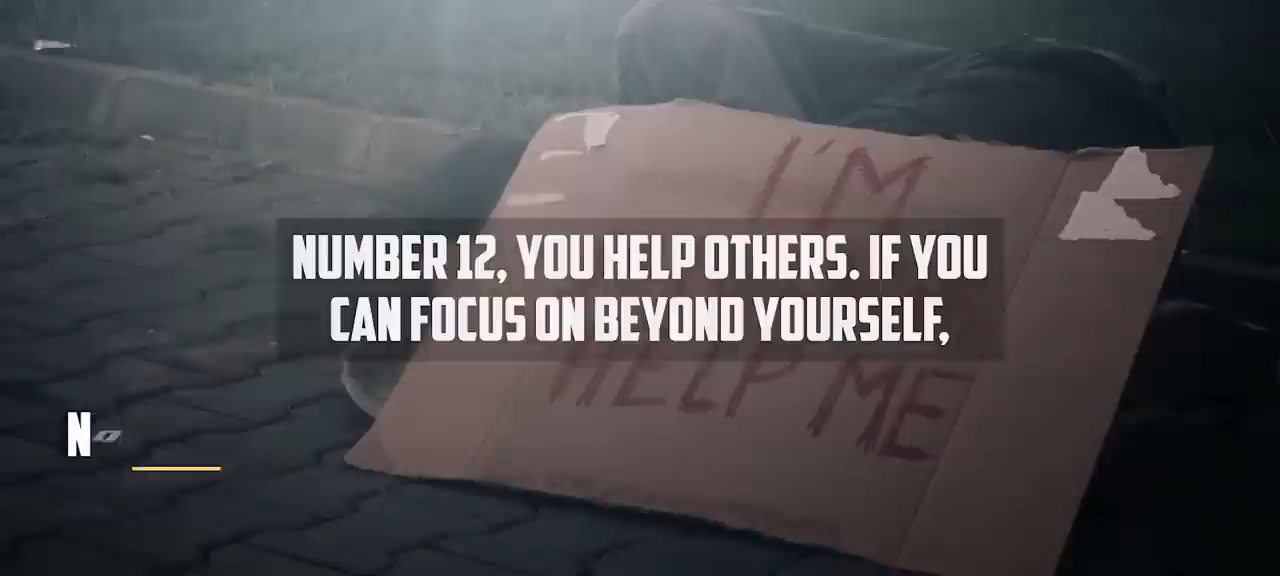 I'M
NUMBER 12, YOU HELP OTHERS. IF YOU
CAN FOCUS ON BEYOND YOURSELF,
HELP ME
N